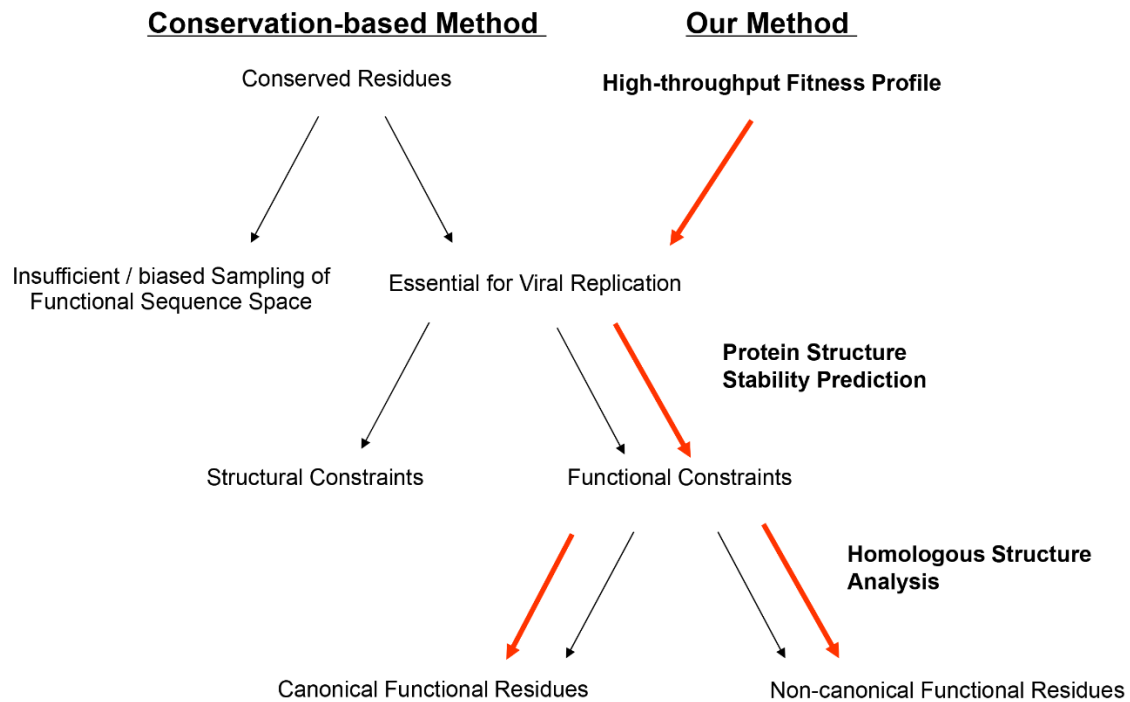 Conservation-based Method
Our Method
Conserved Residues
High-throughput Fitness Profile
Insufficient / biased Sampling of
Functional Sequence Space
Essential for Viral Replication
Protein Structure
Stability Prediction
Structural Constraints
Functional Constraints
Homologous Structure
Analysis
Canonical Functional Residues
Non-canonical Functional Residues